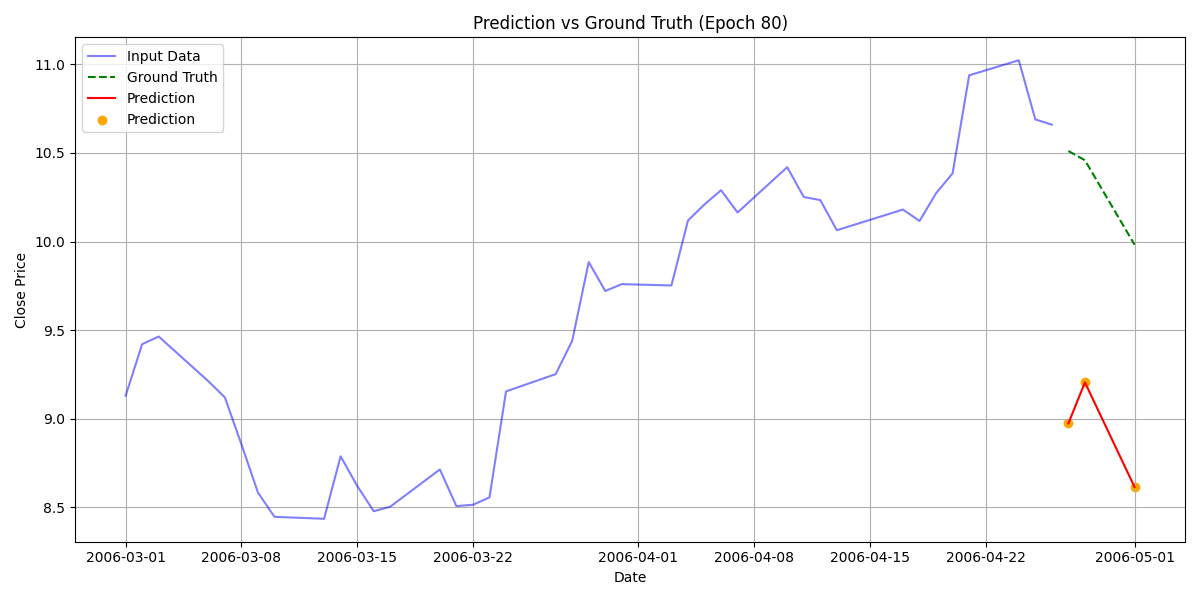 Prediction vs Ground Truth (Epoch 80)
Input Data
Ground Truth
Prediction
Prediction
Close Price
11.0
10.5
10.0
9.5
9.0
8.5
2006-03-01
2006-03-08
2006-03-15
2006-03-22
2006-04-01
2006-04-08
2006-04-15
2006-04-22
2006-05-01
Date